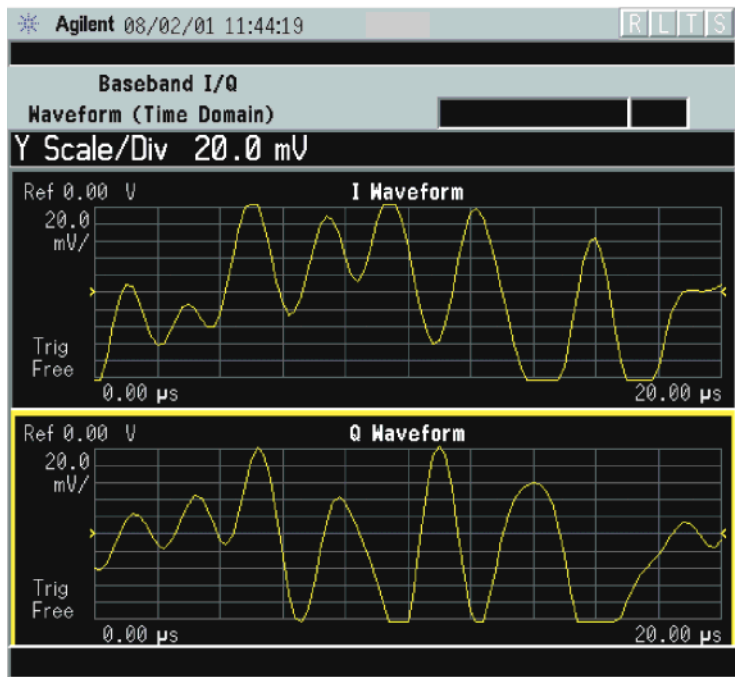 Agilent 08/02/01 11:44:19 R L T S
Baseband I/Q
Waveform (Time Domain)
Y Scale/Div 20.0 mV
Ref 0.00 V I Waveform
20.0
mV/
Trig
Free
0.00 µs 20.00 µs
Ref 0.00 V Q Waveform
20.0
mV/
Trig
Free
0.00 µs 20.00 µs